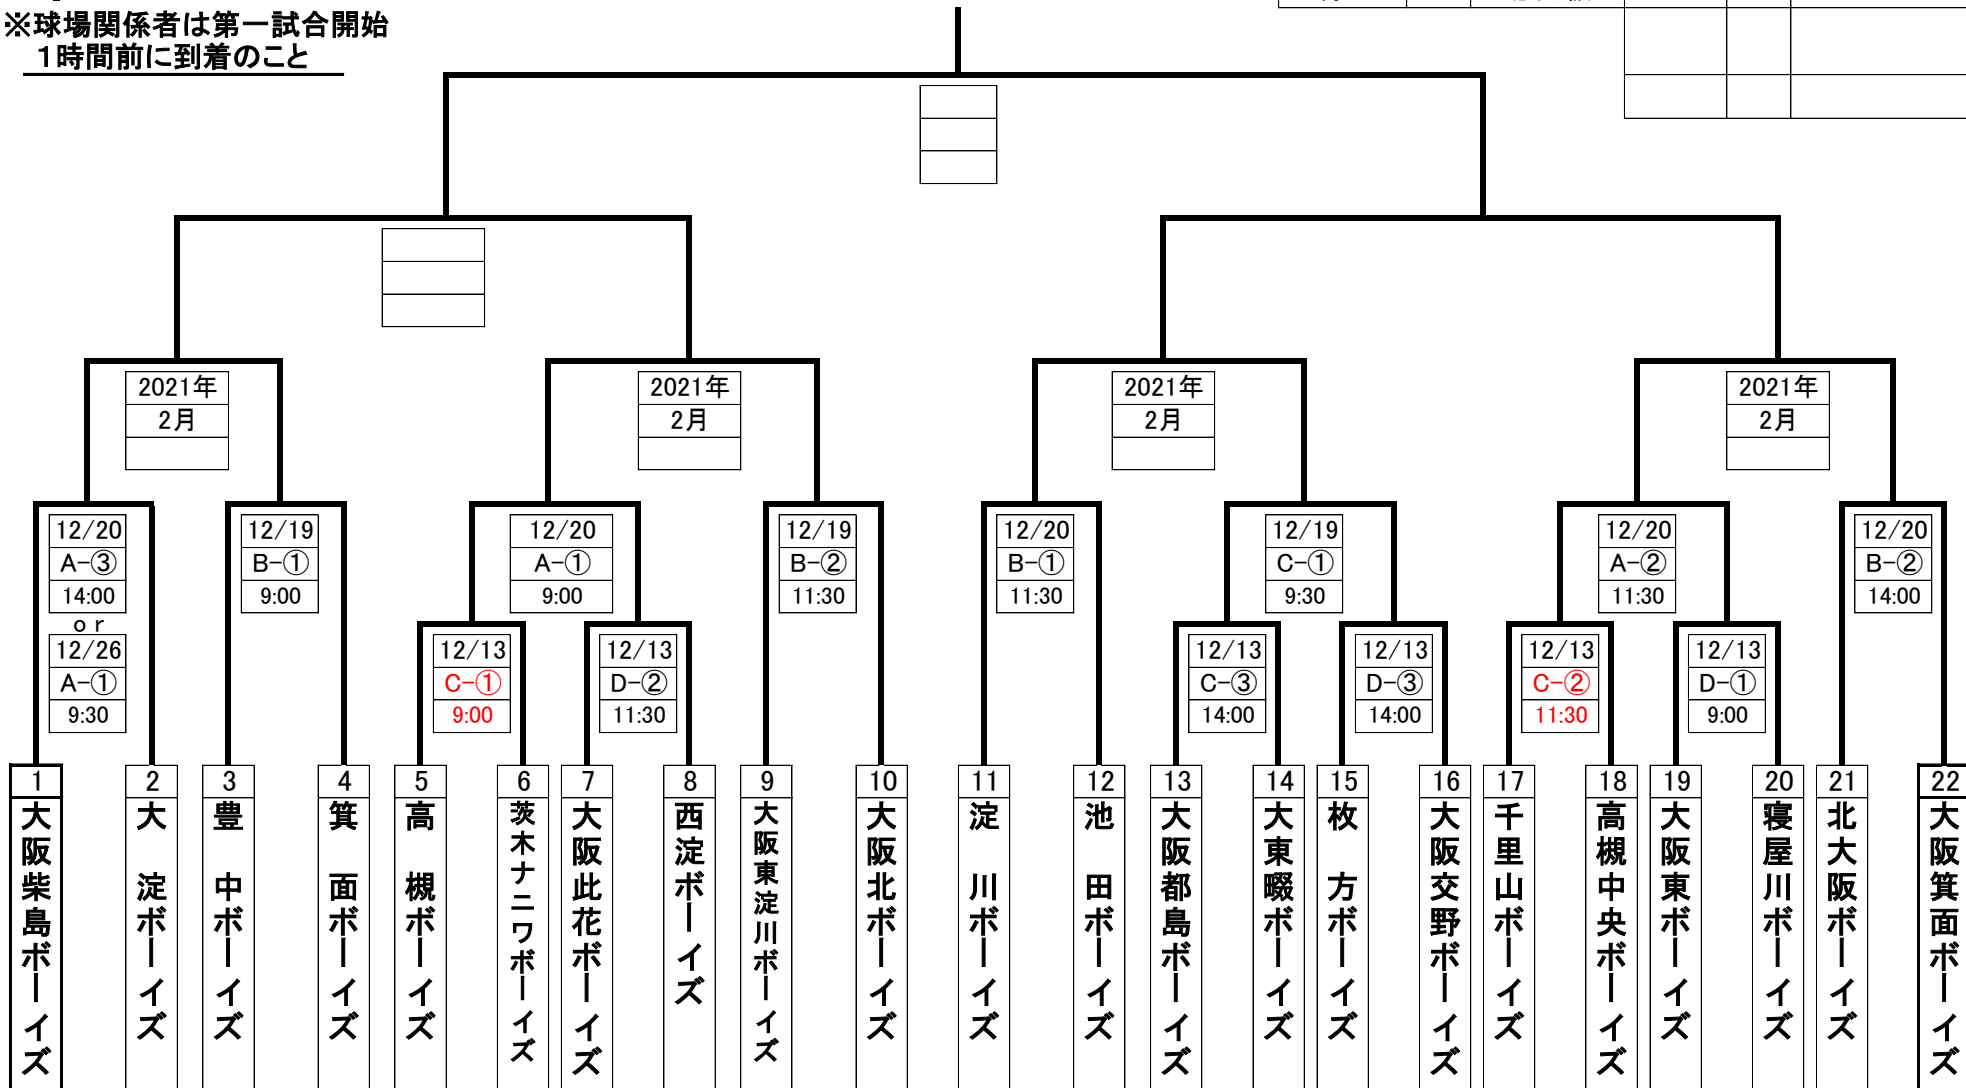 ※球場関係者は第一試合開始
1時間前に到着のこと
2021年
2月
2021年
2月
2021年
2月
2021年
2月
12/20
A-③
14:00
or
12/26
A-①
9:30
12/19
B-①
9:00
12/20
A-①
9:00
12/19
B-②
11:30
12/20
B-①
11:30
12/19
C-①
9:30
12/20
A-②
11:30
12/20
B-②
14:00
12/13
C-①
9:00
12/13
D-②
11:30
12/13
C-③
14:00
12/13
D-③
14:00
12/13
C-②
11:30
12/13
D-①
9:00
1
大阪柴島ボーイズ
2
大 淀ボーイズ
3
豊 中ボーイズ
4
箕 面ボーイズ
5
高 槻ボーイズ
6
茨木ナニワボーイズ
7
大阪此花ボーイズ
8
西淀ボーイズ
9
大阪東淀川ボーイズ
10
大阪北ボーイズ
11
淀 川ボーイズ
12
池 田ボーイズ
13
大阪都島ボーイズ
14
大東畷ボーイズ
15
枚 方ボーイズ
16
大阪交野ボーイズ
17
千里山ボーイズ
18
高槻中央ボーイズ
19
大阪東ボーイズ
20
寝屋川ボーイズ
21
北大阪ボーイズ
22
大阪箕面ボーイズ